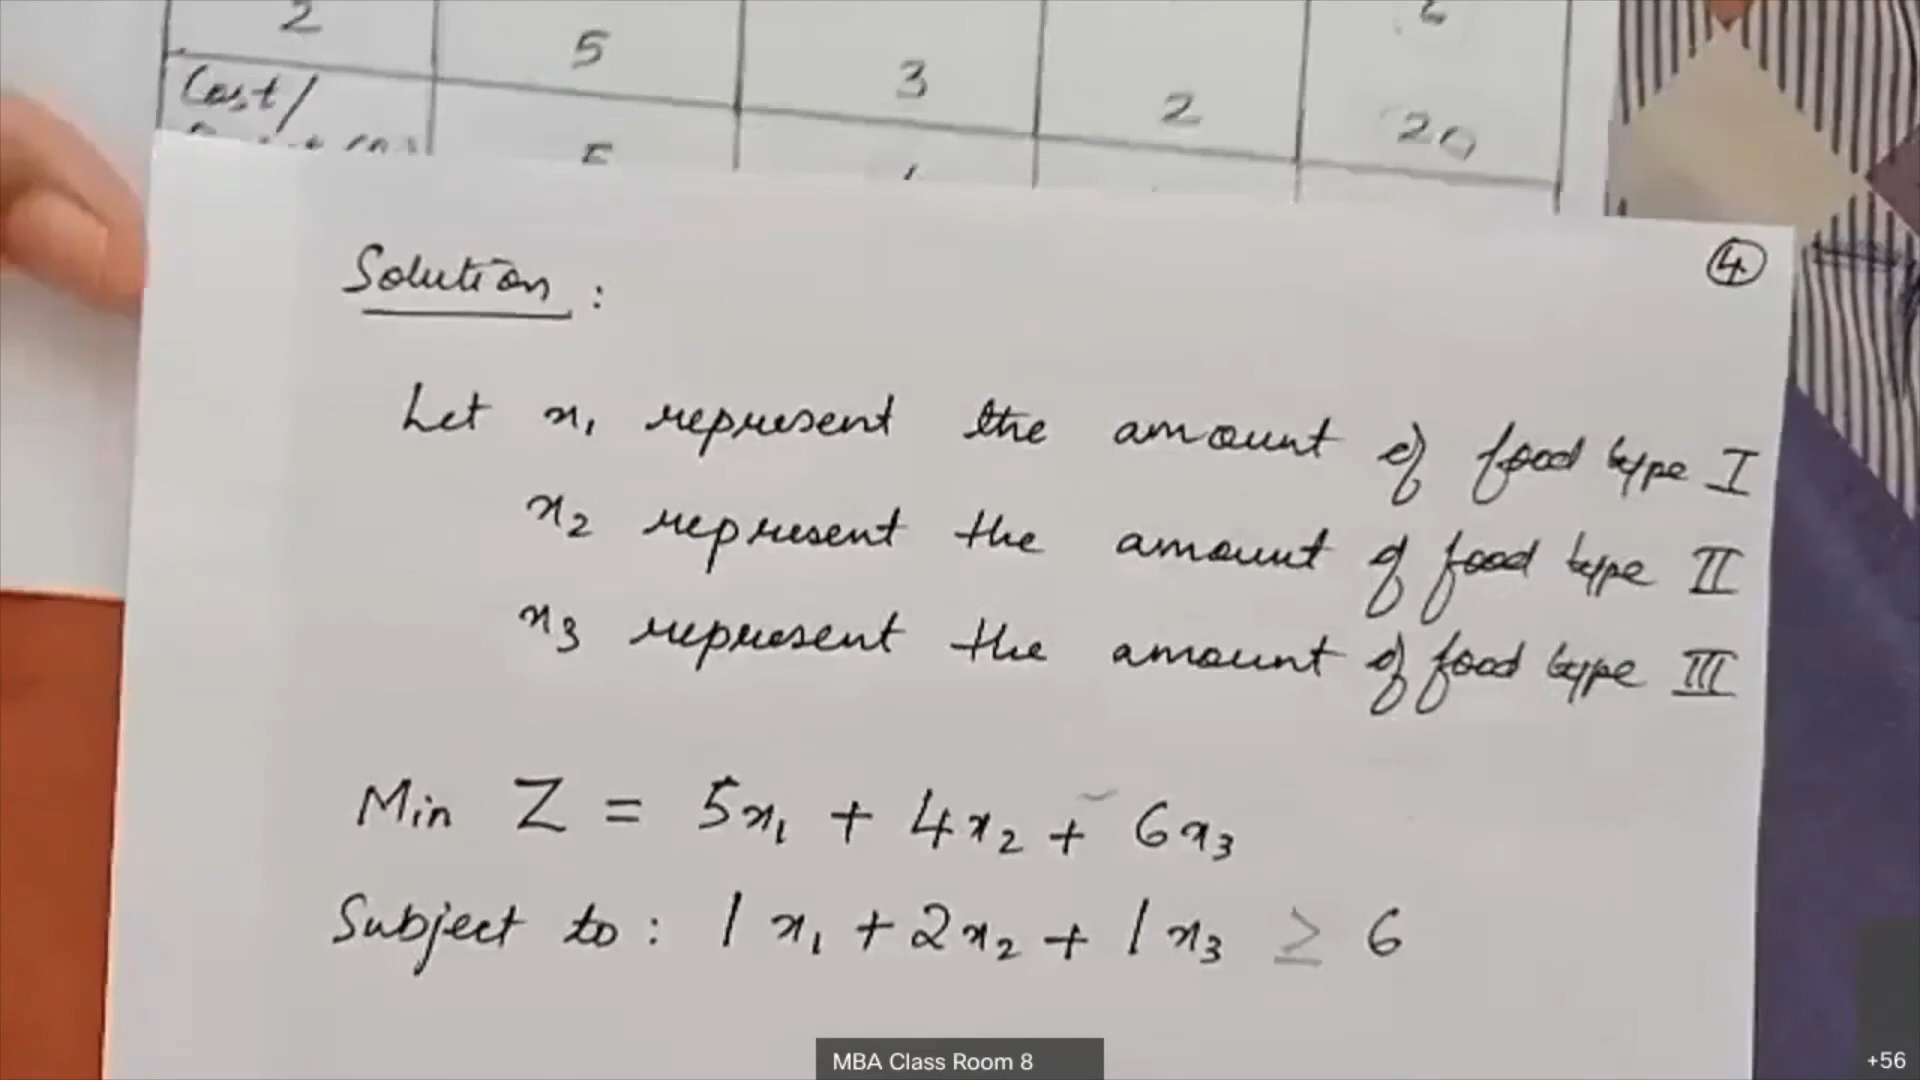 2 5 3 2 20
Cost/
Solution :
4
Let x1 represent the amount of food type I
x2 represent the amount of food type II
x3 represent the amount of food type III
Min Z = 5x1 + 4x2 + 6x3
Subject to : 1x1 + 2x2 + 1x3 ≥ 6
MBA Class Room 8
+56